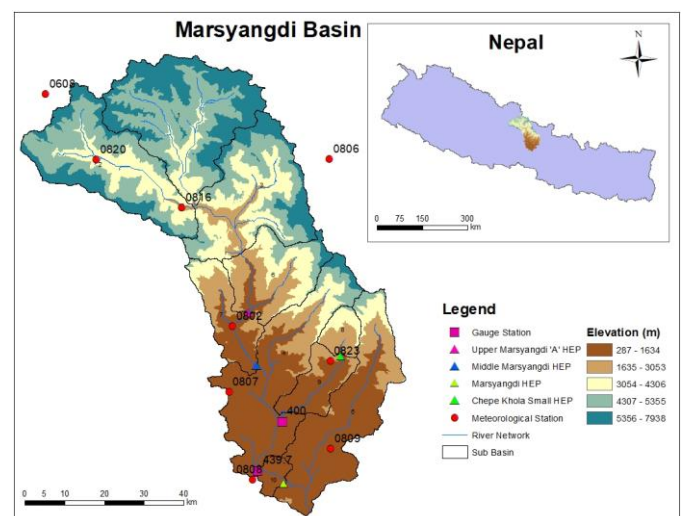 Marsyangdi Basin
Nepal
N
0608
0820
0806
0816
0 75 150 300
km
0802
0823
0807
400
0809
439.7
0808
Legend
Gauge Station
Upper Marsyangdi 'A' HEP
Middle Marsyangdi HEP
Marsyangdi HEP
Chepe Khola Small HEP
Meteorological Station
River Network
Sub Basin
Elevation (m)
287 - 1634
1635 - 3053
3054 - 4306
4307 - 5355
5356 - 7938
0 10 20 30 40
km